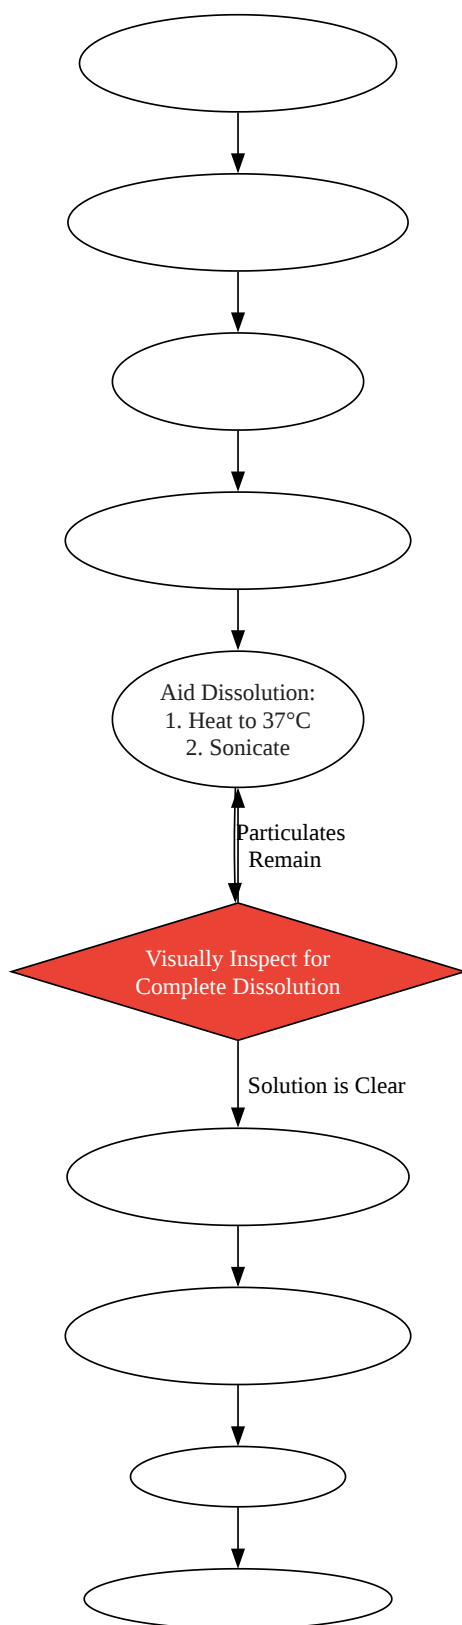 Aid Dissolution:
1. Heat to 37°C
2. Sonicate
Particulates
Remain
Visually Inspect for
Complete Dissolution
Solution is Clear